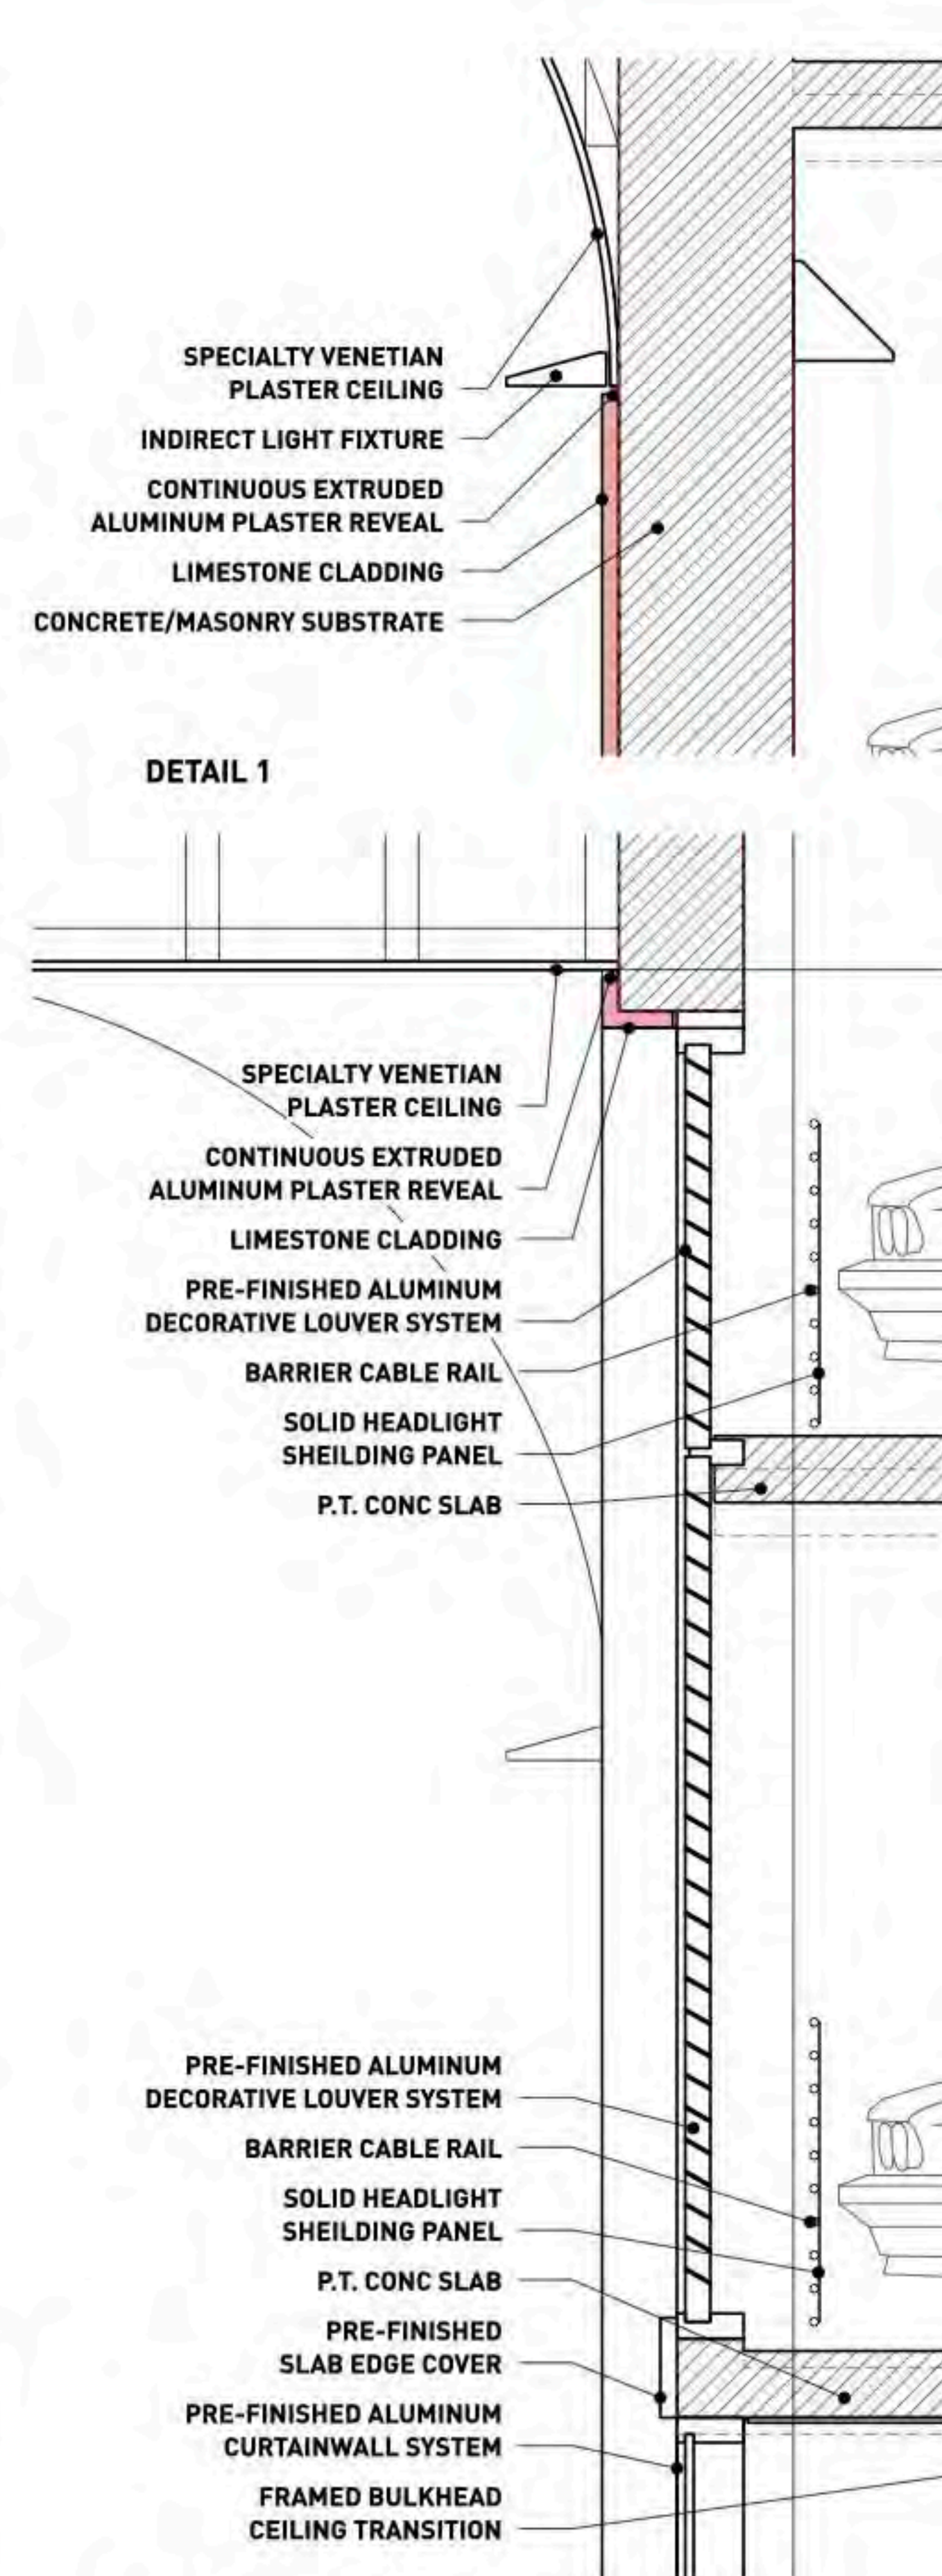 SPECIALTY VENETIAN
PLASTER CEILING
INDIRECT LIGHT FIXTURE
CONTINUOUS EXTRUDED
ALUMINUM PLASTER REVEAL
LIMESTONE CLADDING
CONCRETE/MASONRY SUBSTRATE
DETAIL 1
SPECIALTY VENETIAN
PLASTER CEILING
CONTINUOUS EXTRUDED
ALUMINUM PLASTER REVEAL
LIMESTONE CLADDING
PRE-FINISHED ALUMINUM
DECORATIVE LOUVER SYSTEM
BARRIER CABLE RAIL
SOLID HEADLIGHT
SHEILDING PANEL
P.T. CONC SLAB
PRE-FINISHED ALUMINUM
DECORATIVE LOUVER SYSTEM
BARRIER CABLE RAIL
SOLID HEADLIGHT
SHEILDING PANEL
P.T. CONC SLAB
PRE-FINISHED
SLAB EDGE COVER
PRE-FINISHED ALUMINUM
CURTAINWALL SYSTEM
FRAMED BULKHEAD
CEILING TRANSITION